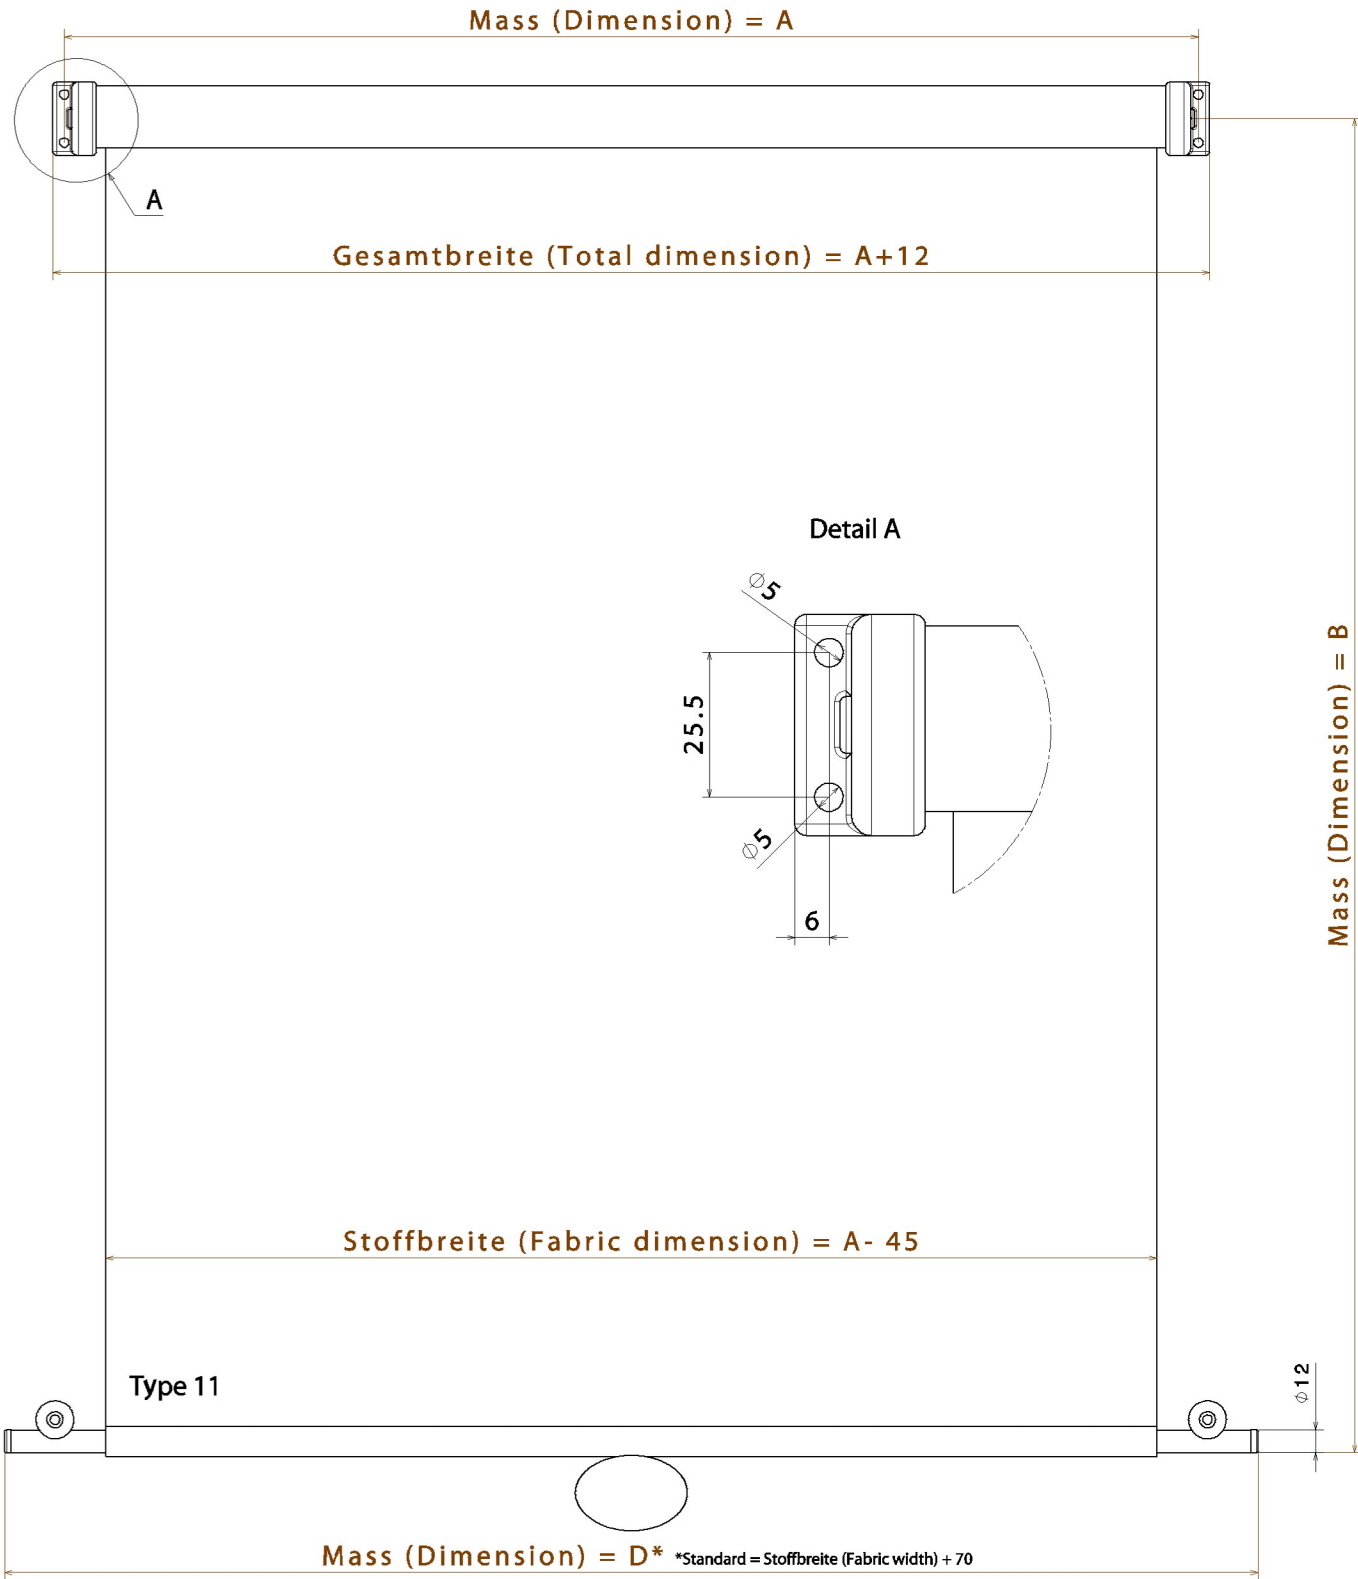 Mass (Dimension) = A
A
Gesamtbreite (Total dimension) = A+12
Detail A
⌀5
25.5
⌀5
6
Mass (Dimension) = B
Stoffbreite (Fabric dimension) = A- 45
Type 11
⌀12
Mass (Dimension) = D* *Standard = Stoffbreite (Fabric width) + 70